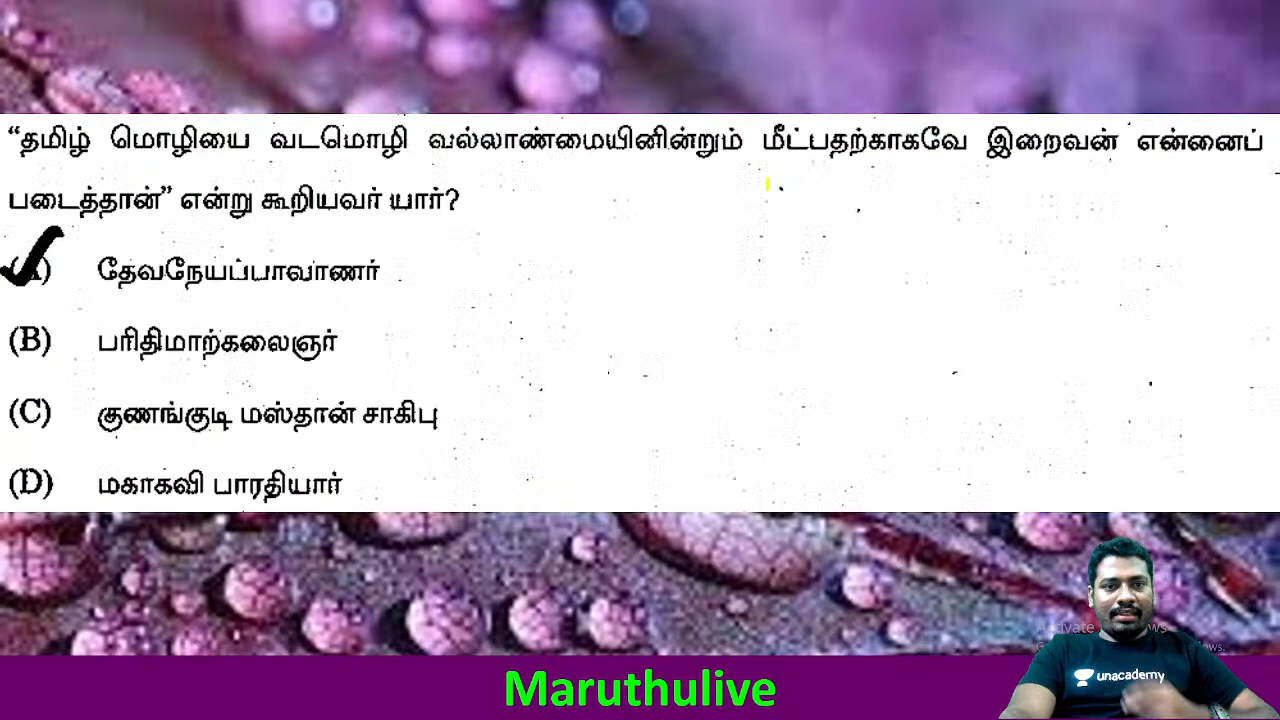 “தமிழ் மொழியை வடமொழி வல்லாண்மையினின்றும் மீட்பதற்காகவே இறைவன் என்னைப்
படைத்தான்” என்று கூறியவர் யார்?
(A) தேவநேயப்பாவாணர்
(B) பரிதிமாற்கலைஞர்
(C) குணங்குடி மஸ்தான் சாகிபு
(D) மகாகவி பாரதியார்
unacademy
Maruthulive